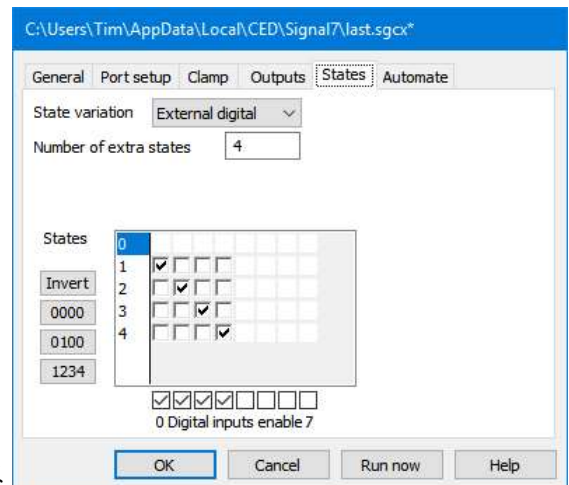 C:\Users\Tim\AppData\Local\CED\Signal7\last.sgcx*
General Port setup Clamp Outputs States Automate
State variation External digital
Number of extra states 4
States
0
1
Invert 2
0000 3
0100 4
1234
0 Digital inputs enable 7
OK Cancel Run now Help